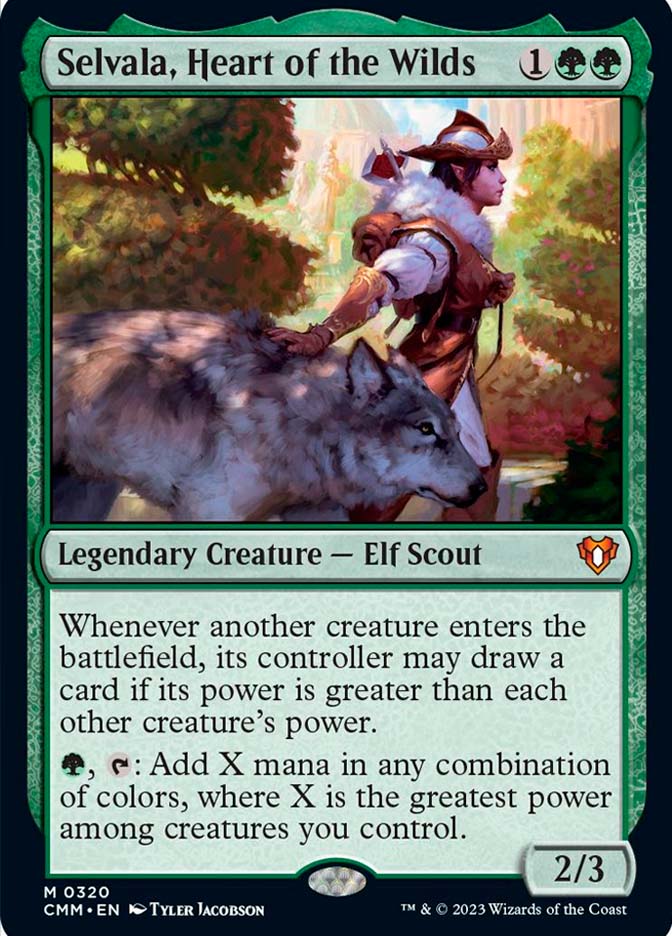 Selvala, Heart of the Wilds 1
Legendary Creature — Elf Scout
Whenever another creature enters the
battlefield, its controller may draw a
card if its power is greater than each
other creature's power.
, : Add X mana in any combination
of colors, where X is the greatest power
among creatures you control.
2/3
M 0320
CMM • EN Tyler Jacobson
™ & © 2023 Wizards of the Coast